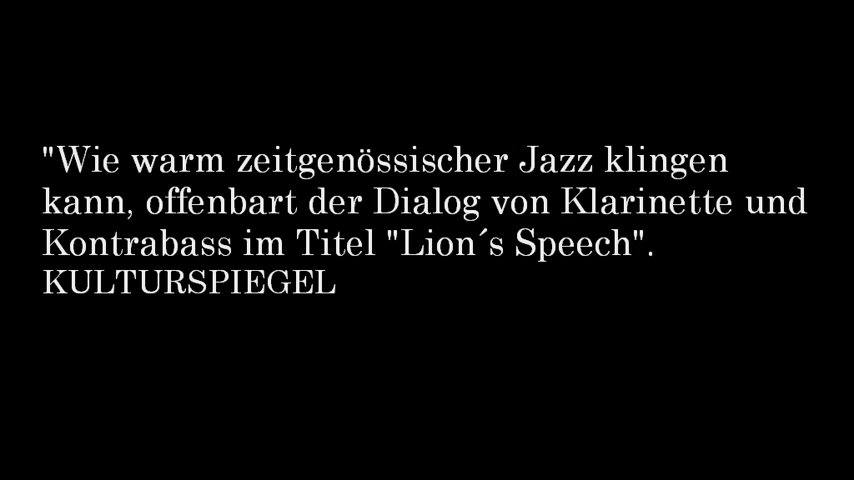 "Wie warm zeitgenössischer Jazz klingen
kann, offenbart der Dialog von Klarinette und
Kontrabass im Titel "Lion´s Speech".
KULTURSPIEGEL